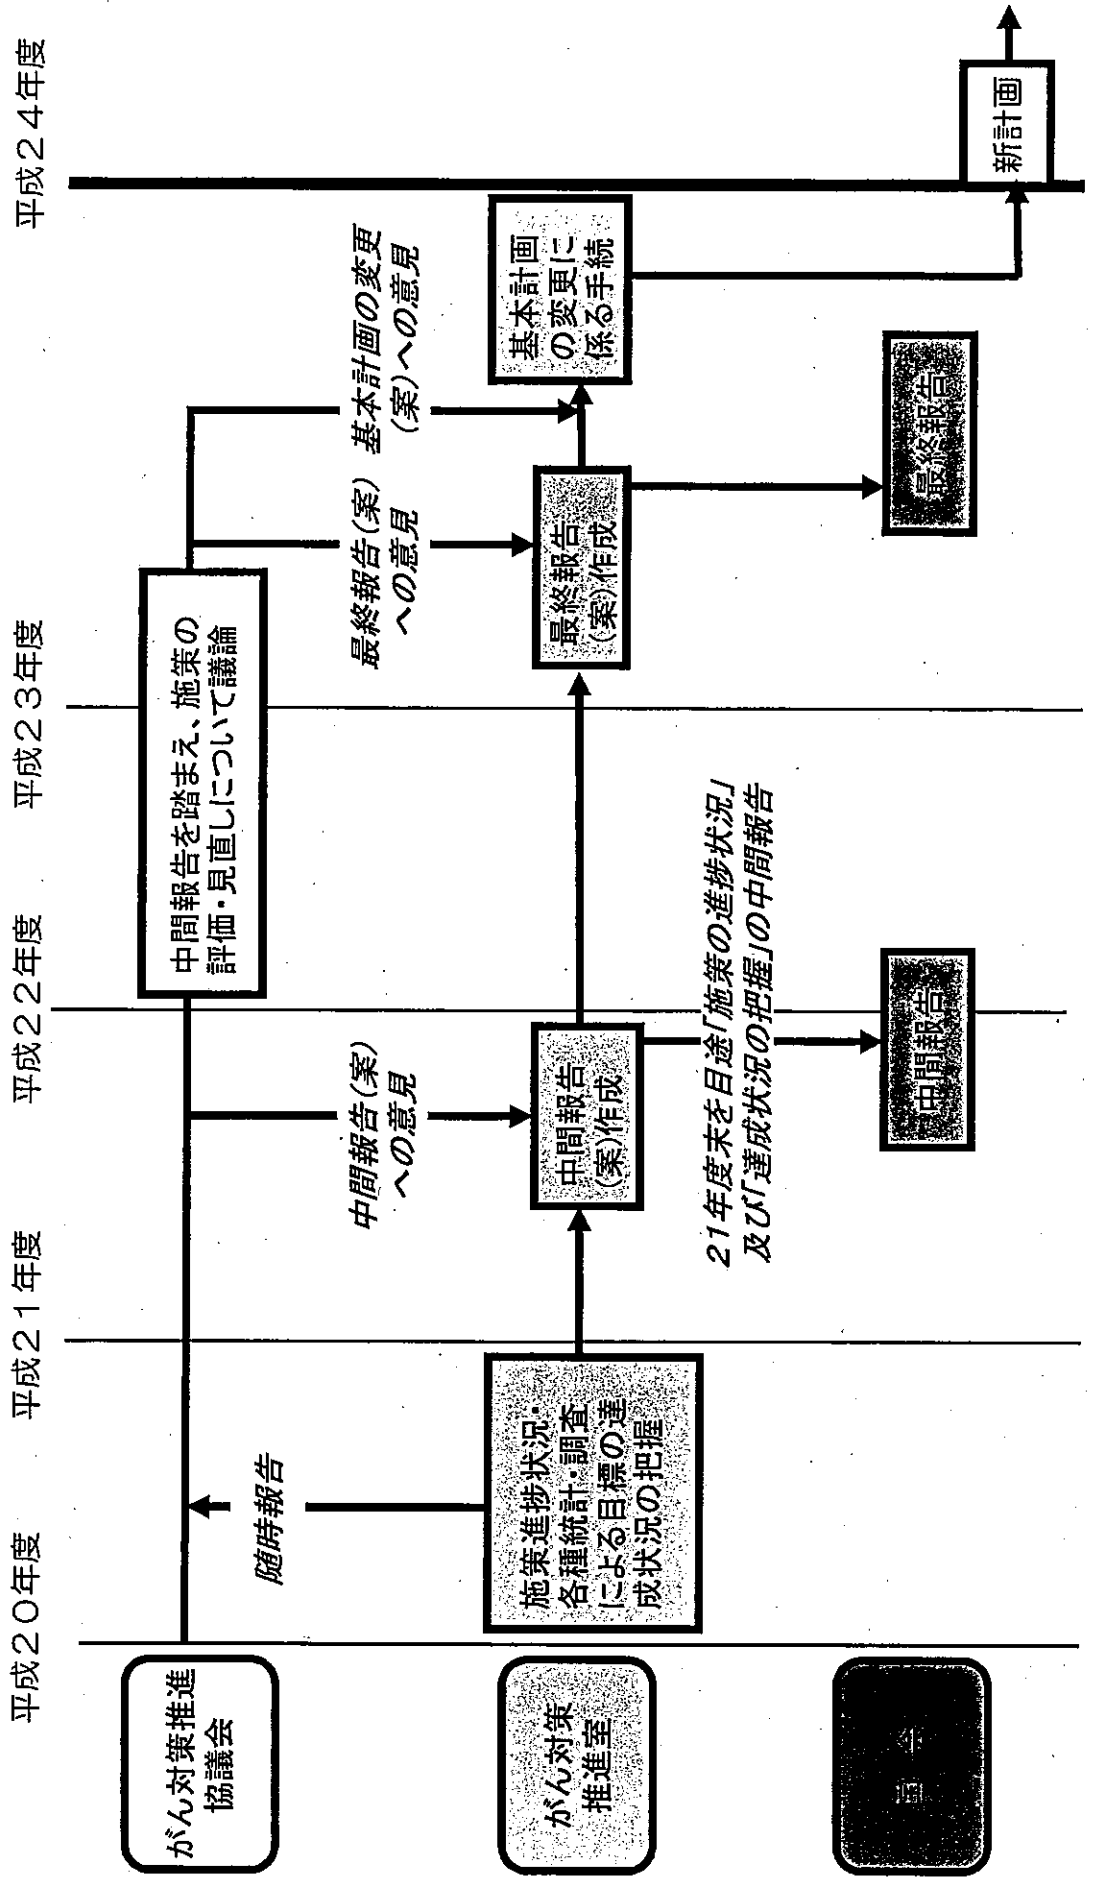 平成20年度
平成21年度
平成22年度
平成23年度
平成24年度
がん対策推進
協議会
中間報告を踏まえ、施策の
評価・見直しについて議論
随時報告
中間報告(案)
への意見
最終報告(案)
への意見
基本計画の変更
(案)への意見
がん対策
推進室
施策進捗状況・
各種統計・調査
による目標の達
成状況の把握
中間報告
(案)作成
最終報告
(案)作成
基本計画
の変更に
係る手続
21年度末を目途「施策の進捗状況」
及び「達成状況の把握」の中間報告
中間報告
最終報告
新計画